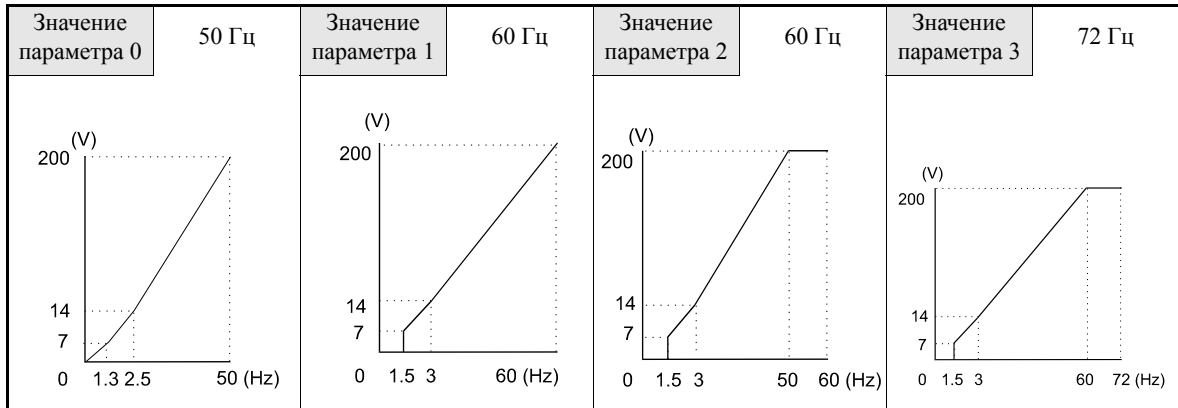 Значение
параметра 0
50 Гц
(V)
200
14
7
0 1.3 2.5 50 (Hz)
Значение
параметра 1
60 Гц
(V)
200
14
7
0 1.5 3 60 (Hz)
Значение
параметра 2
60 Гц
(V)
200
14
7
0 1.5 3 50 60 (Hz)
Значение
параметра 3
72 Гц
(V)
200
14
7
0 1.5 3 60 72 (Hz)